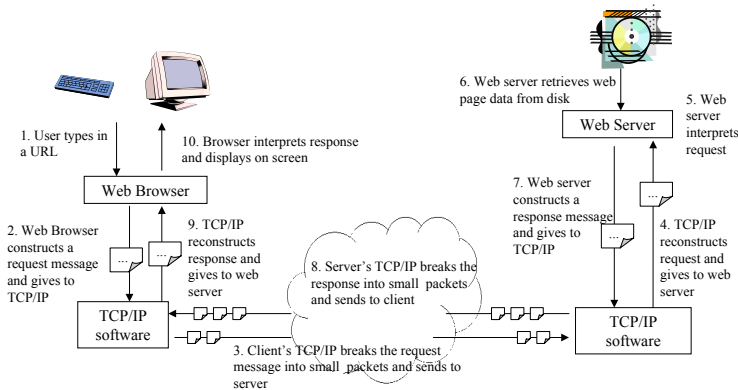 6. Web server retrieves web
page data from disk
5. Web
server
interprets
request
1. User types in
a URL
10. Browser interprets response
and displays on screen
Web Server
Web Browser
7. Web server
constructs a
response message
and gives to
TCP/IP
...
...
2. Web Browser
constructs a
request message
and gives to
TCP/IP
...
...
9. TCP/IP
reconstructs
response and
gives to web
server
4. TCP/IP
reconstructs
request and
gives to web
server
8. Server's TCP/IP breaks the
response into small packets
and sends to client
TCP/IP
software
TCP/IP
software
3. Client's TCP/IP breaks the request
message into small packets and sends to
server